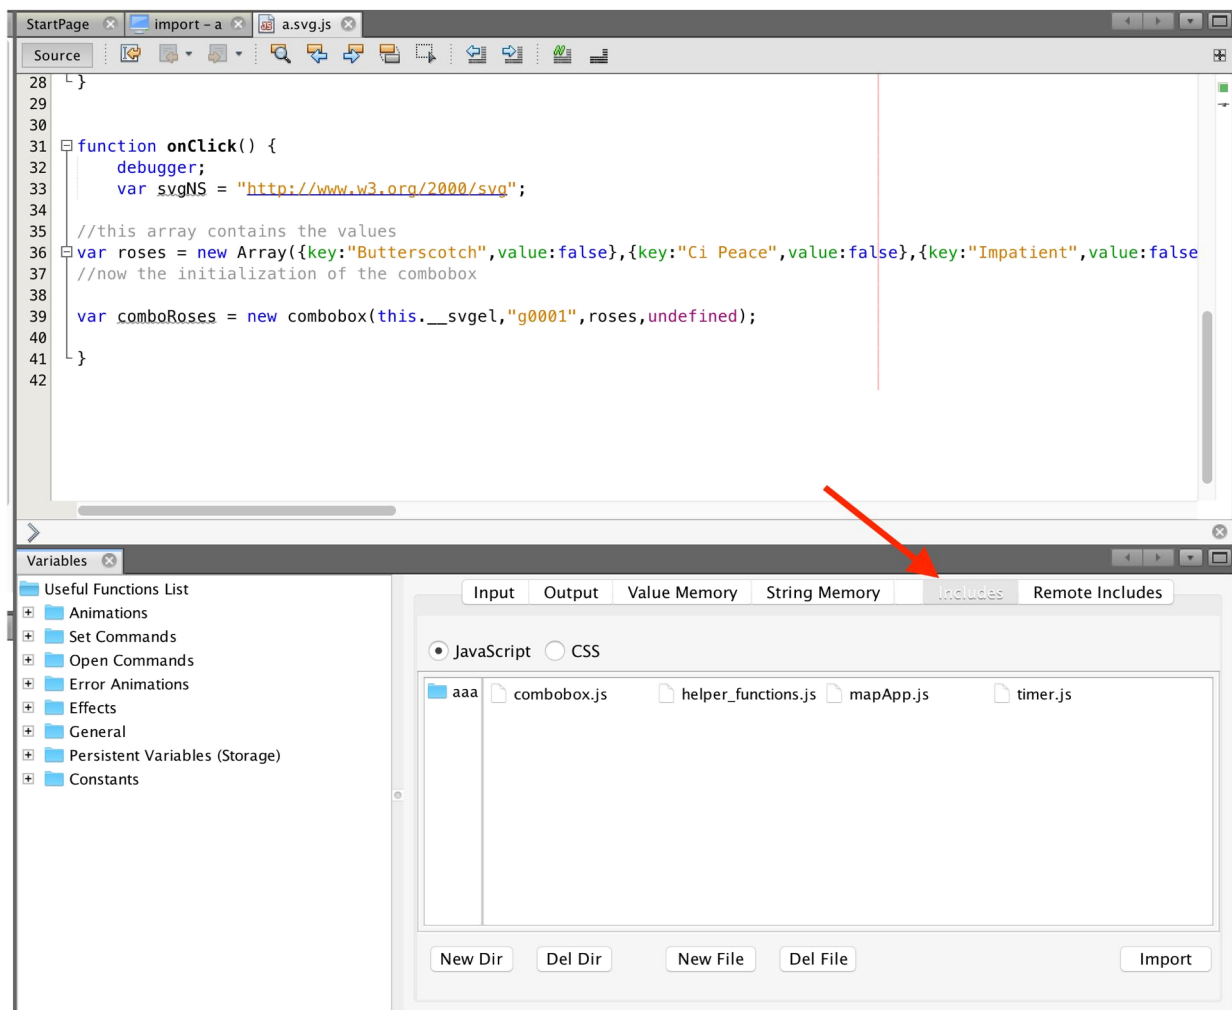 StartPage import – a a.svg.js
Source
28 }
29
30
31 function onClick() {
32 debugger;
33 var svgNS = "http://www.w3.org/2000/svg";
34
35 //this array contains the values
36 var roses = new Array({key:"Butterscotch",value:false},{key:"Ci Peace",value:false},{key:"Impatient",value:false
37 //now the initialization of the combobox
38
39 var comboRoses = new combobox(this.__svgel,"g0001",roses,undefined);
40
41 }
42
Variables
Useful Functions List
Animations
Set Commands
Open Commands
Error Animations
Effects
General
Persistent Variables (Storage)
Constants
Input Output Value Memory String Memory Includes Remote Includes
JavaScript CSS
aaa combobox.js helper_functions.js mapApp.js timer.js
New Dir Del Dir New File Del File Import